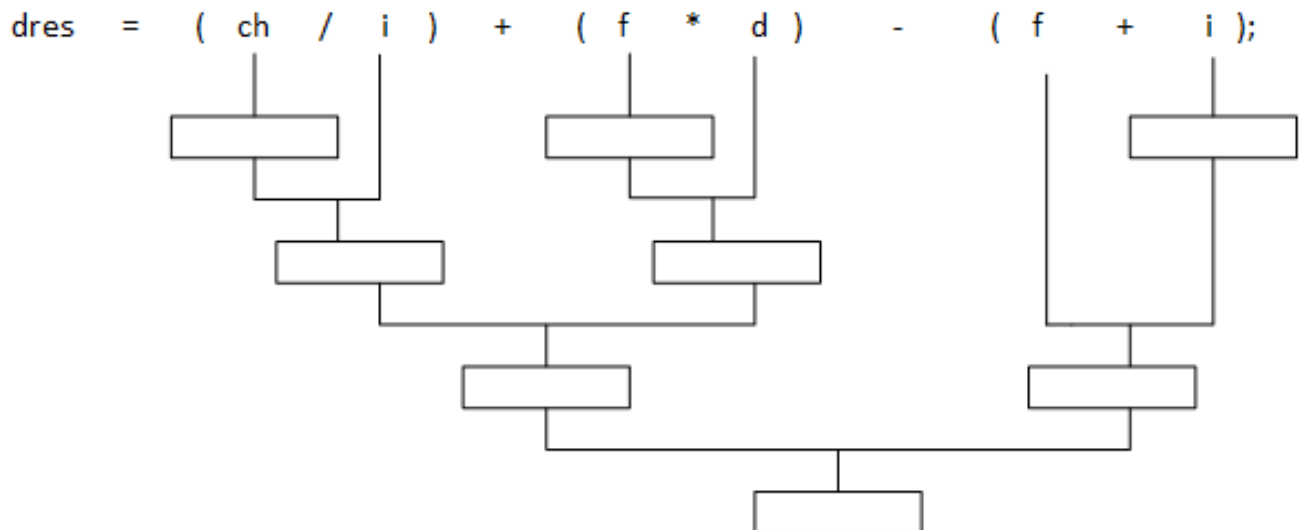 dres = ( ch / i ) + ( f * d ) - ( f + i );